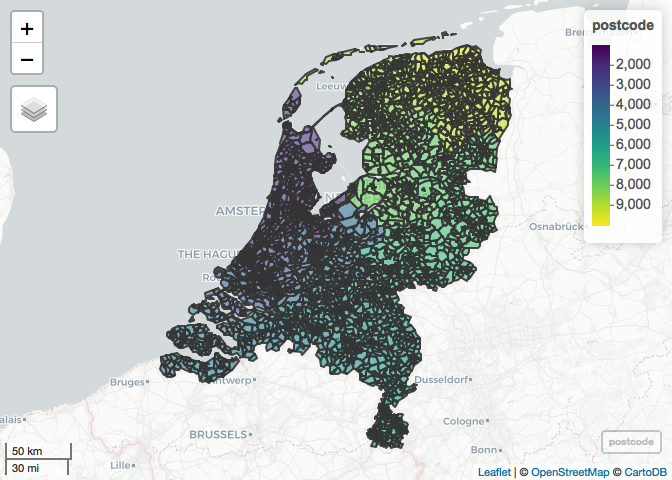 +
−
postcode
2,000
3,000
4,000
5,000
6,000
7,000
8,000
9,000
Leeuw
AMSTER
NE
THE HAGU
Osnabrück
Bruges
ntwerp
Dusseldorf
BRUSSELS
Cologne
Lille
Bonn
alais
50 km
30 mi
postcode
Leaflet | © OpenStreetMap © CartoDB